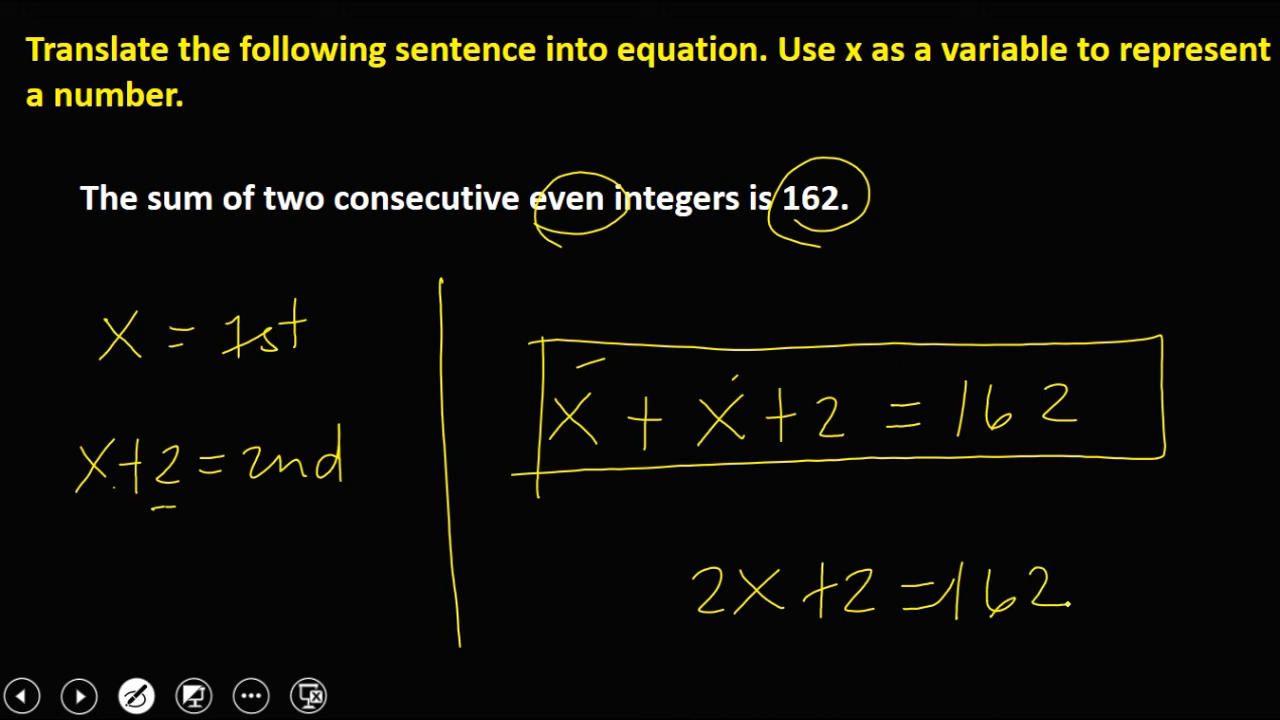 Translate the following sentence into equation. Use x as a variable to represent
a number.
The sum of two consecutive even integers is 162.
X = 1st
X+2 = 2nd
X + X + 2 = 162
2X + 2 = 162